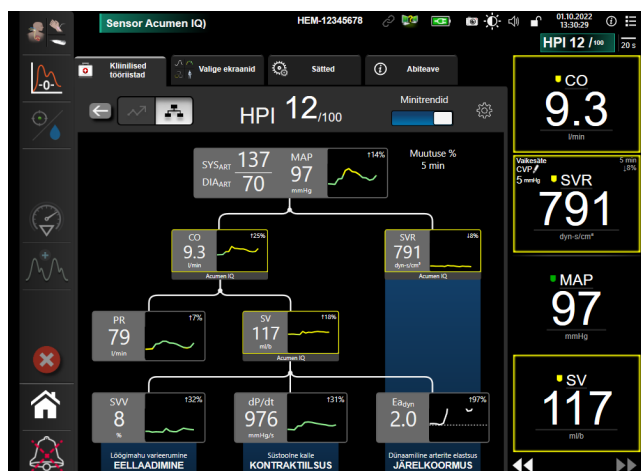 Sensor Acumen IQ)
HEM-12345678
01.10.2022
13:30:29
HPI 12 /100
20 s
-0-
Kliinilised tööriistad
Valige ekraanid
Sätted
Abiteave
HPI 12/100
Minitrendid
Muutuse %
5 min
SYSART 137
DIAART 70
MAP
97
mmHg
↑14%
CO
9.3
l/min
↑25%
Acumen IQ
SVR
791
dyn-s/cm⁵
↓8%
Acumen IQ
PR
79
l/min
↑7%
SV
117
ml/b
↑18%
Acumen IQ
SVV
8
%
↑32%
Löögimahu varieerumine
EELLAADIMINE
dP/dt
976
mmHg/s
↑31%
Süstoolne kalle
KONTRAKTIILSUS
Eadyn
2.0
↑97%
Dünaamiline arterite elastsus
JÄRELKOORMUS
CO
9.3
l/min
Vaikesäte
CVP
5 mmHg
5 min
↓8%
SVR
791
dyn-s/cm⁵
MAP
97
mmHg
SV
117
ml/b